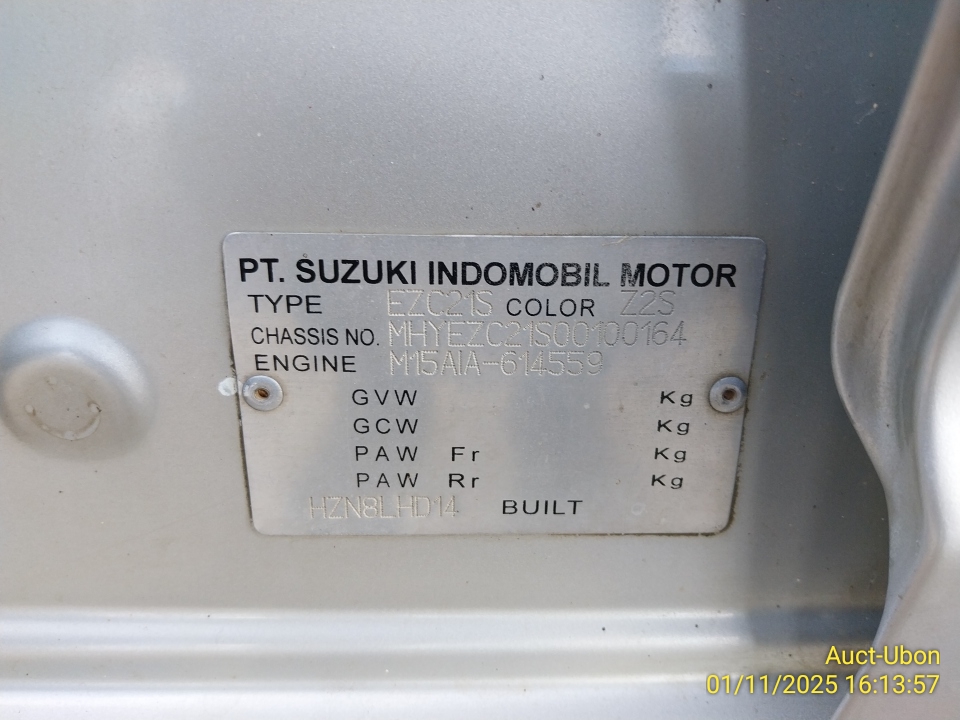 PT. SUZUKI INDOMOBIL MOTOR
TYPE EZC21S COLOR Z2S
CHASSIS NO. MHYEZC21S00100164
ENGINE M15AIA-614559
GVW Kg
GCW Kg
PAW Fr Kg
PAW Rr Kg
HZN8LHD14 BUILT
Auct-Ubon
01/11/2025 16:13:57